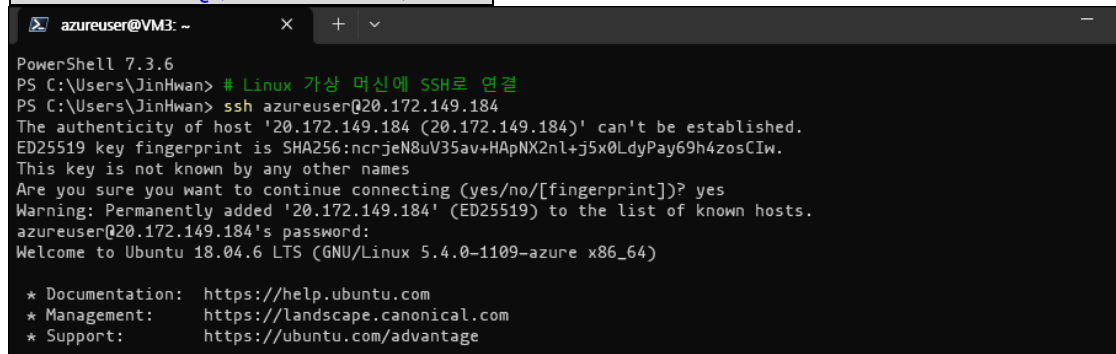 azureuser@VM3: ~
PowerShell 7.3.6
PS C:\Users\JinHwan> # Linux 가상 머신에 SSH로 연결
PS C:\Users\JinHwan> ssh azureuser@20.172.149.184
The authenticity of host '20.172.149.184 (20.172.149.184)' can't be established.
ED25519 key fingerprint is SHA256:ncrjeN8uV35av+HApNX2nl+j5x0LdyPay69h4zosCIw.
This key is not known by any other names
Are you sure you want to continue connecting (yes/no/[fingerprint])? yes
Warning: Permanently added '20.172.149.184' (ED25519) to the list of known hosts.
azureuser@20.172.149.184's password:
Welcome to Ubuntu 18.04.6 LTS (GNU/Linux 5.4.0-1109-azure x86_64)
* Documentation: https://help.ubuntu.com
* Management: https://landscape.canonical.com
* Support: https://ubuntu.com/advantage